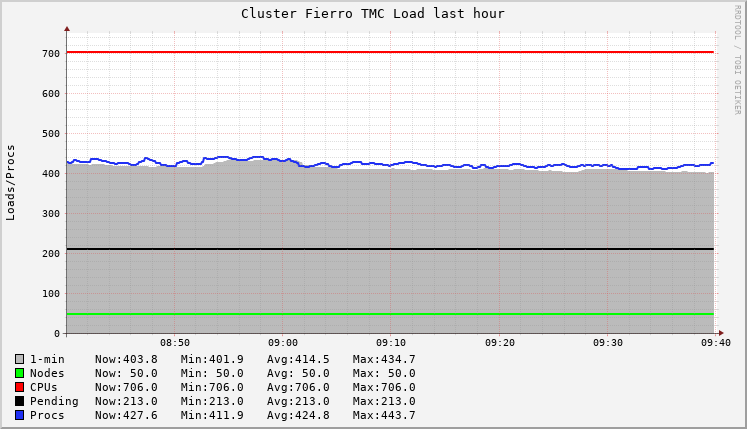 Cluster Fierro TMC Load last hour
RRDTOOL / TOBI OETIKER
Loads/Procs
700
600
500
400
300
200
100
0
08:50 09:00 09:10 09:20 09:30 09:40
1-min Now:403.8 Min:401.9 Avg:414.5 Max:434.7
Nodes Now: 50.0 Min: 50.0 Avg: 50.0 Max: 50.0
CPUs Now:706.0 Min:706.0 Avg:706.0 Max:706.0
Pending Now:213.0 Min:213.0 Avg:213.0 Max:213.0
Procs Now:427.6 Min:411.9 Avg:424.8 Max:443.7